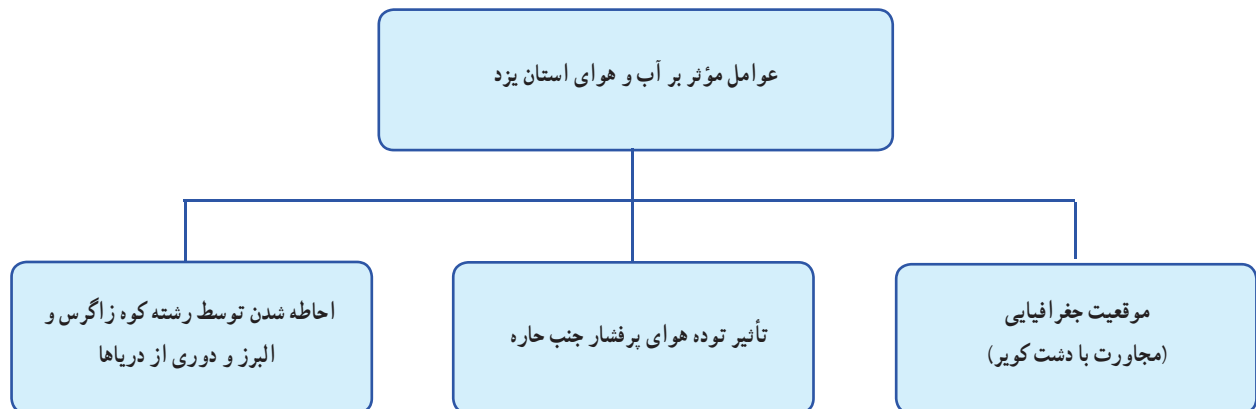 عوامل مؤثر بر آب و هوای استان یزد
موقعیت جغرافیایی
(مجاورت با دشت کویر)
تأثیر توده هوای پرفشار جنب حاره
احاطه شدن توسط رشته کوه زاگرس و
البرز و دوری از دریاها